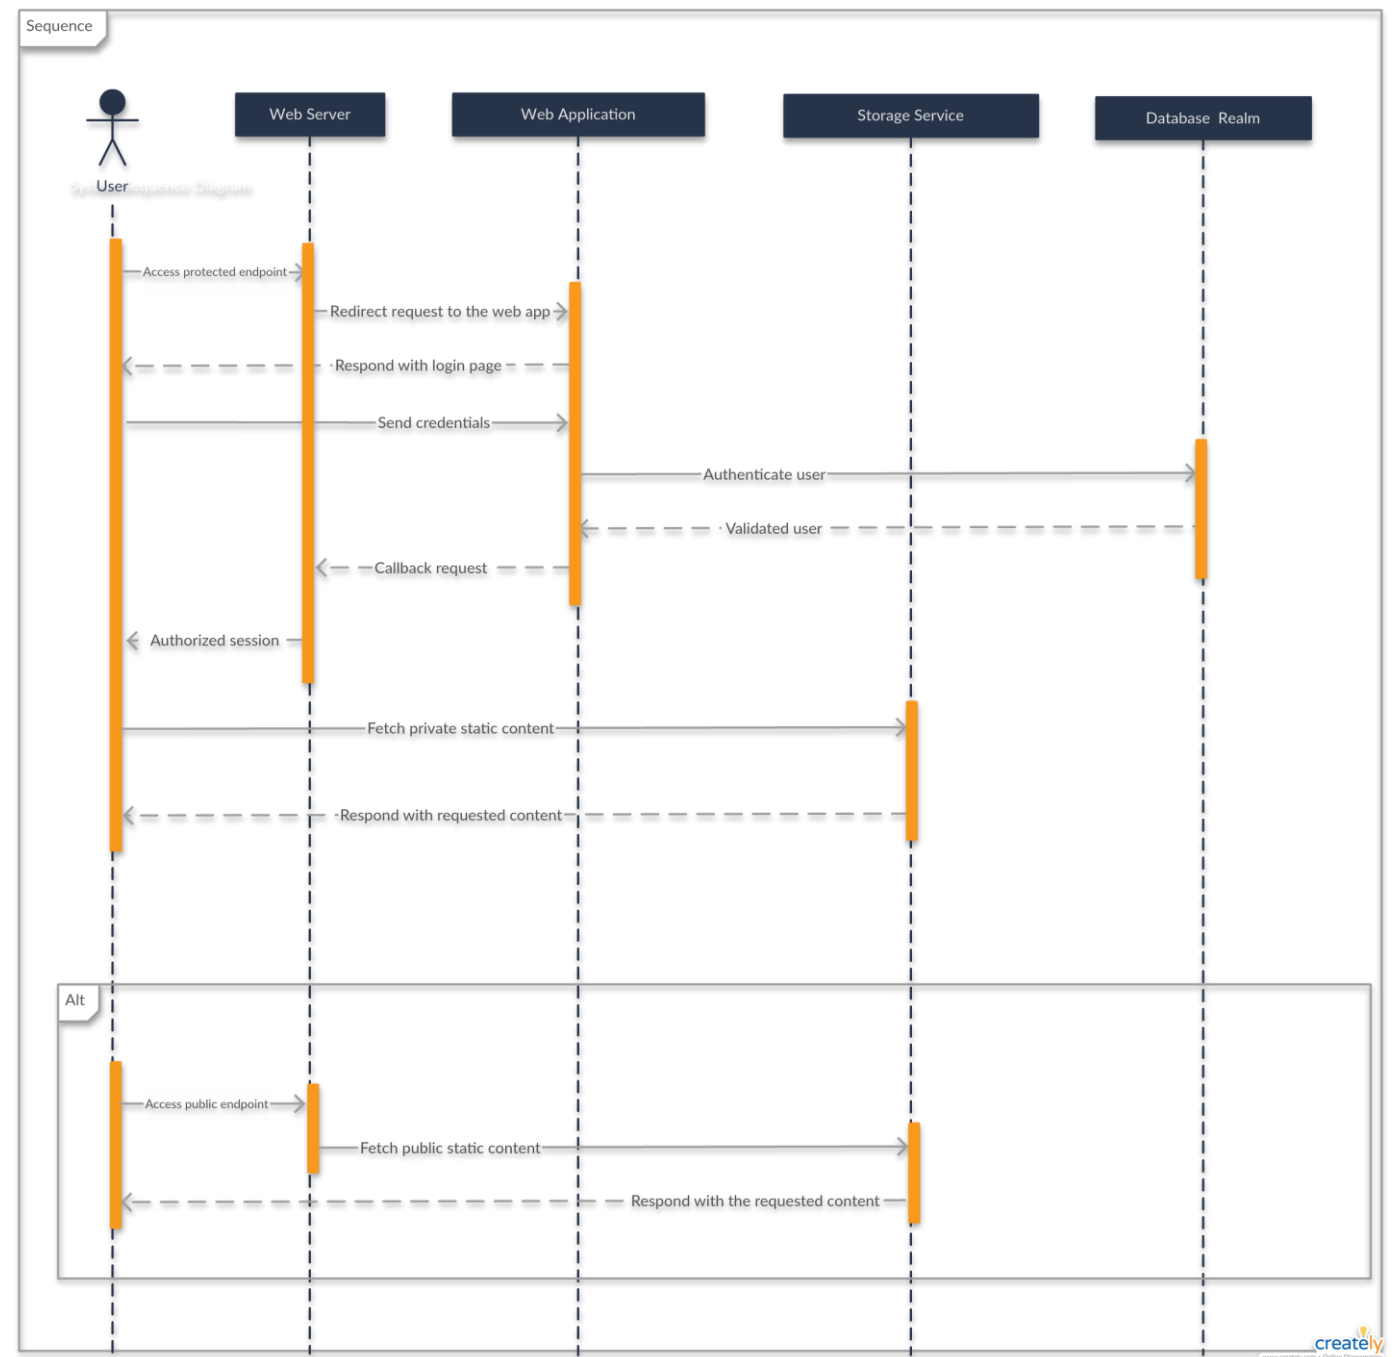 Sequence
Web Server
Web Application
Storage Service
Database Realm
User
Access protected endpoint
Redirect request to the web app
Respond with login page
Send credentials
Authenticate user
Validated user
Callback request
Authorized session
Fetch private static content
Respond with requested content
Alt
Access public endpoint
Fetch public static content
Respond with the requested content
creately